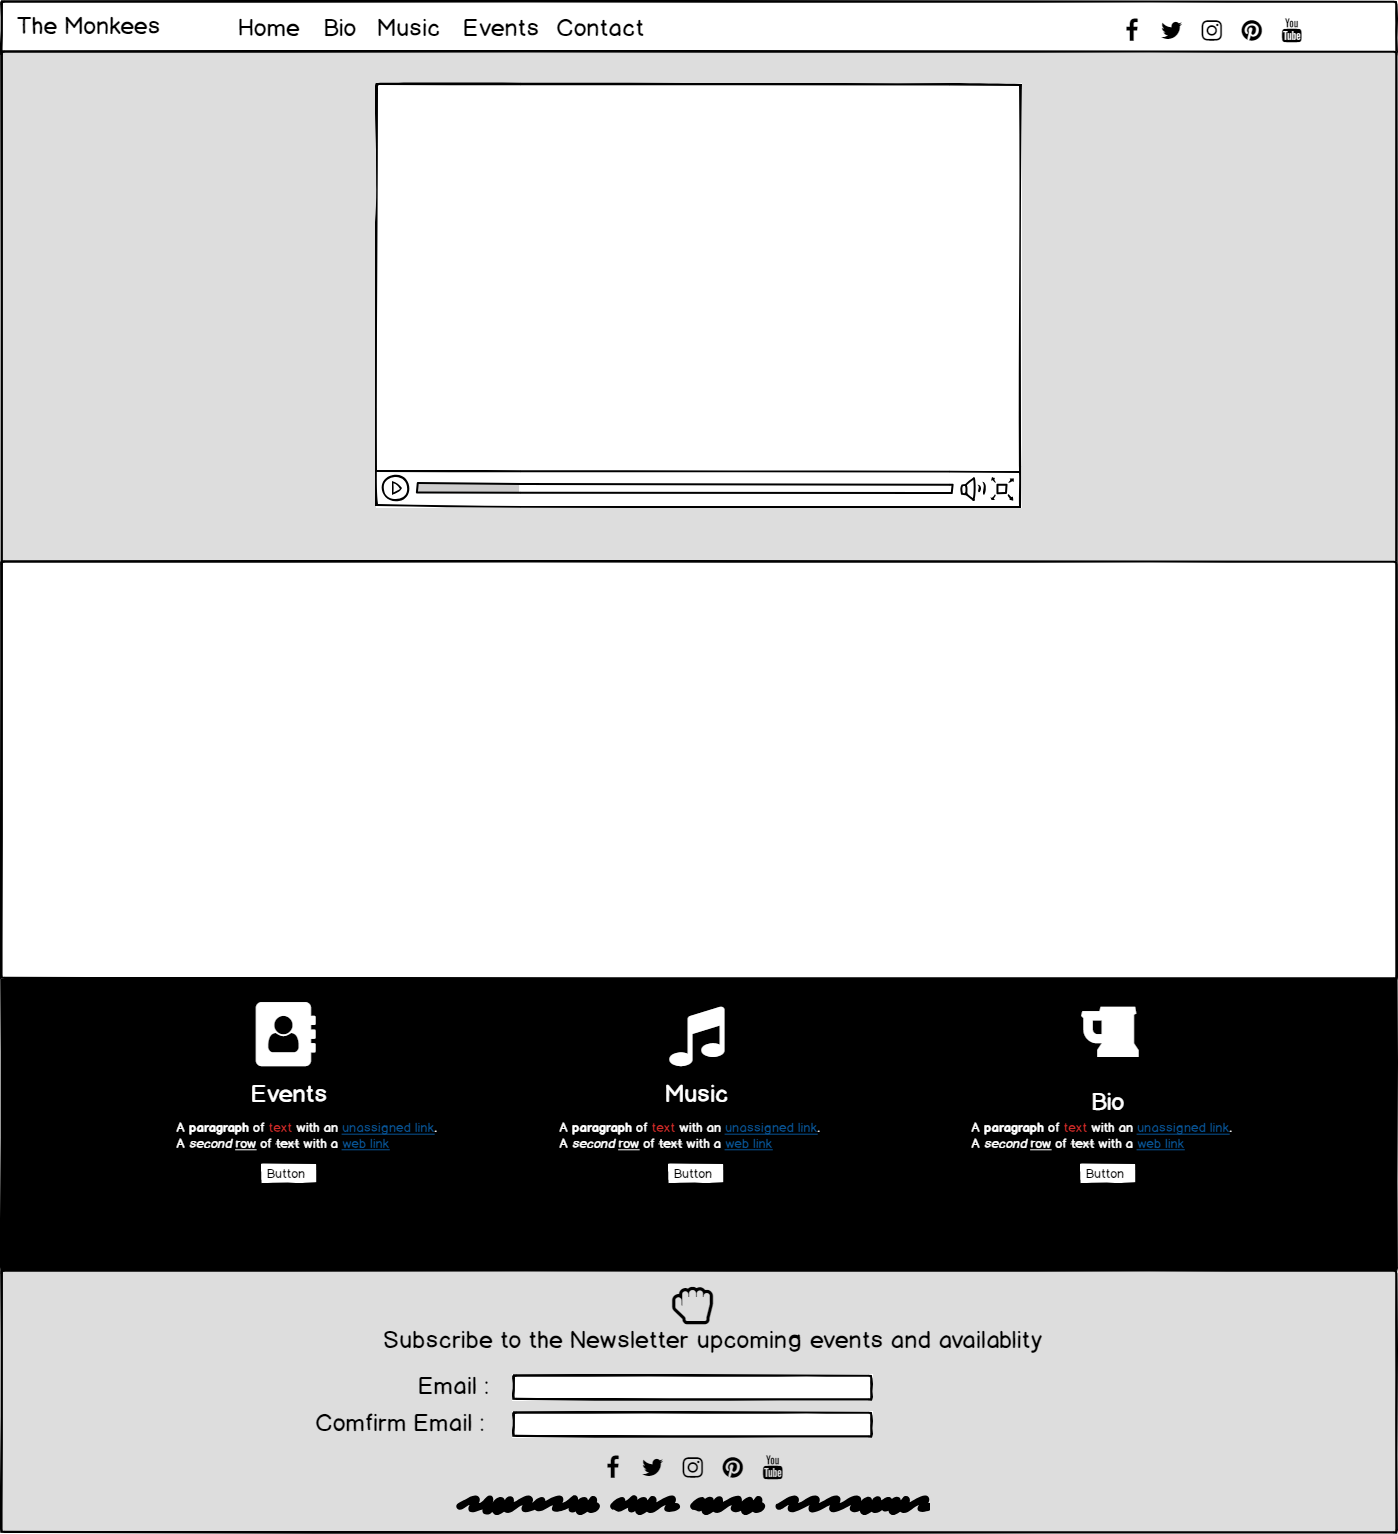 The Monkees Home Bio Music Events Contact You Tube
Events Music Bio
A paragraph of text with an unassigned link.
A second row of text with a web link
Button
A paragraph of text with an unassigned link.
A second row of text with a web link
Button
A paragraph of text with an unassigned link.
A second row of text with a web link
Button
Subscribe to the Newsletter upcoming events and availablity
Email :
Comfirm Email :
You Tube